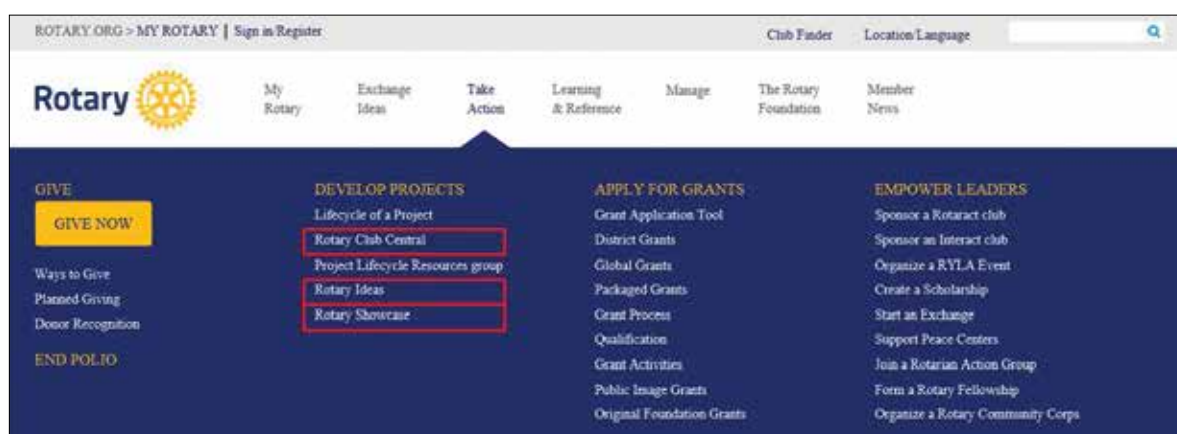 ROTARY.ORG > MY ROTARY | Sign in/Register
Club Finder
Location/Language
Rotary
My
Rotary
Exchange
Ideas
Take
Action
Learning
& Reference
Manage
The Rotary
Foundation
Member
News
GIVE
GIVE NOW
Ways to Give
Planned Giving
Donor Recognition
END POLIO
DEVELOP PROJECTS
Lifecycle of a Project
Rotary Club Central
Project Lifecycle Resources group
Rotary Ideas
Rotary Showcase
APPLY FOR GRANTS
Grant Application Tool
District Grants
Global Grants
Packaged Grants
Grant Process
Qualification
Grant Activities
Public Image Grants
Original Foundation Grants
EMPOWER LEADERS
Sponsor a Rotaract club
Sponsor an Interact club
Organize a RYLA Event
Create a Scholarship
Start an Exchange
Support Peace Centers
Join a Rotarian Action Group
Form a Rotary Fellowship
Organize a Rotary Community Corps